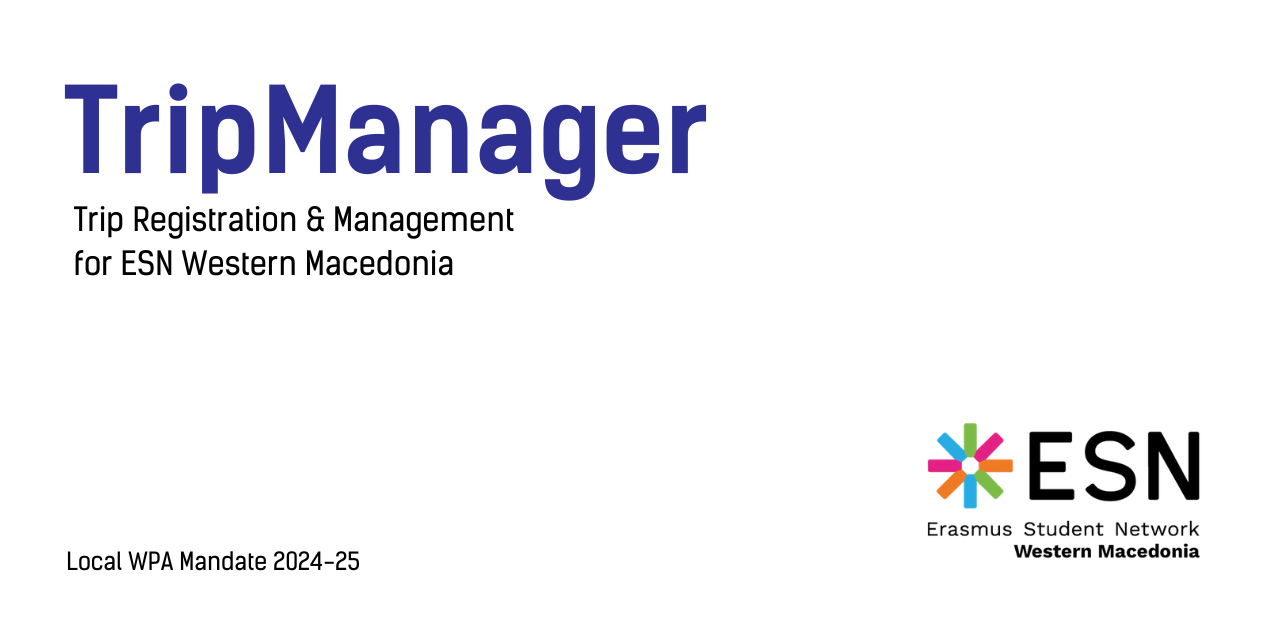 TripManager
Trip Registration & Management
for ESN Western Macedonia
ESN
Erasmus Student Network
Western Macedonia
Local WPA Mandate 2024-25